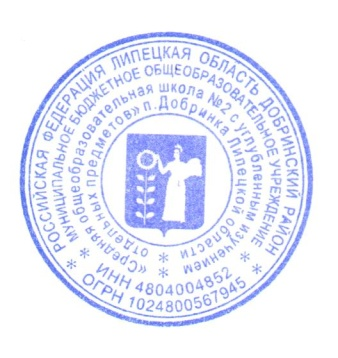 РОССИЙСКАЯ ФЕДЕРАЦИЯ ЛИПЕЦКАЯ ОБЛАСТЬ ДОБРИНСКИЙ РАЙОН
МУНИЦИПАЛЬНОЕ БЮДЖЕТНОЕ ОБЩЕОБРАЗОВАТЕЛЬНОЕ УЧРЕЖДЕНИЕ
«Средняя общеобразовательная школа №2 с углубленным изучением
отдельных предметов» п.Добринка Липецкой области
ИНН 4804004852
ОГРН 1024800567945